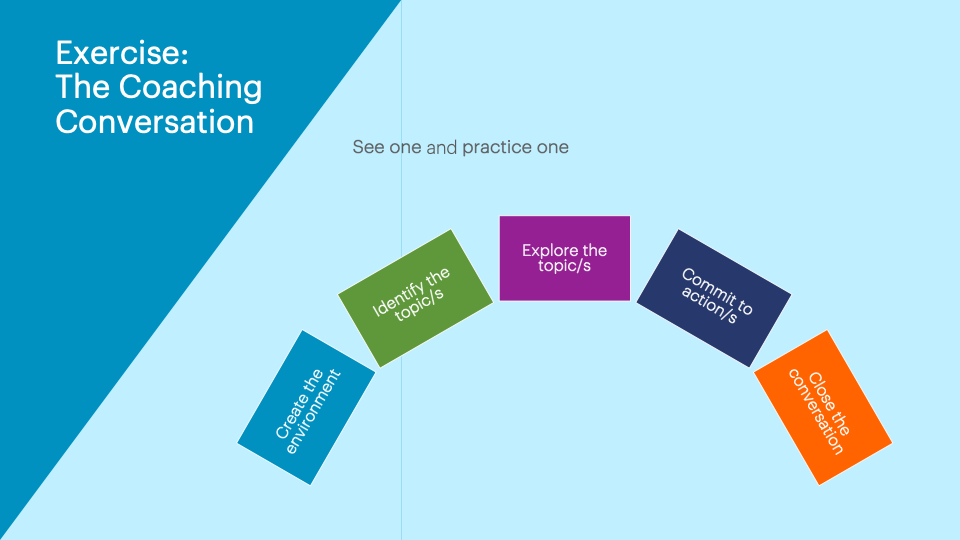 Exercise:
The Coaching
Conversation
See one and practice one
Create the
environment
Identify the
topic/s
Explore the
topic/s
Commit to
action/s
Close the
conversation